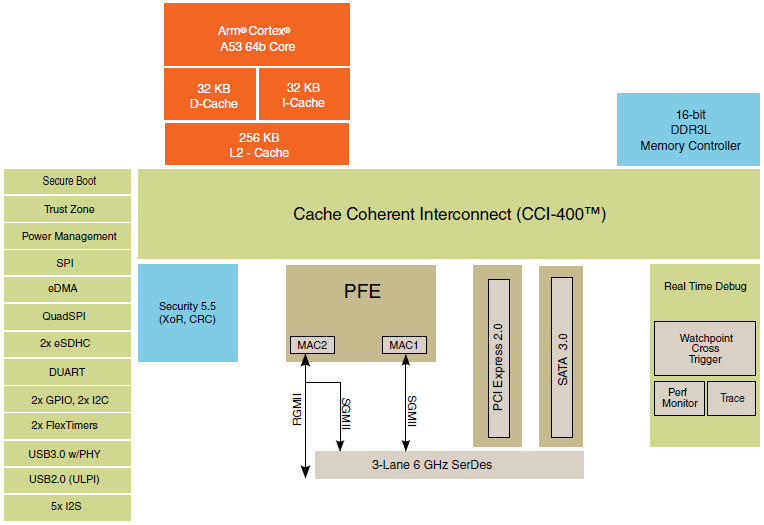 Arm® Cortex®
A53 64b Core
32 KB
D-Cache
32 KB
I-Cache
256 KB
L2 - Cache
16-bit
DDR3L
Memory Controller
Secure Boot
Trust Zone
Power Management
SPI
eDMA
QuadSPI
2x eSDHC
DUART
2x GPIO, 2x I2C
2x FlexTimers
USB3.0 w/PHY
USB2.0 (ULPI)
5x I2S
Cache Coherent Interconnect (CCI-400™)
Security 5.5
(XoR, CRC)
PFE
MAC2
MAC1
RGMII
SGMII
SGMII
PCI Express 2.0
SATA 3.0
3-Lane 6 GHz SerDes
Real Time Debug
Watchpoint
Cross
Trigger
Perf
Monitor
Trace